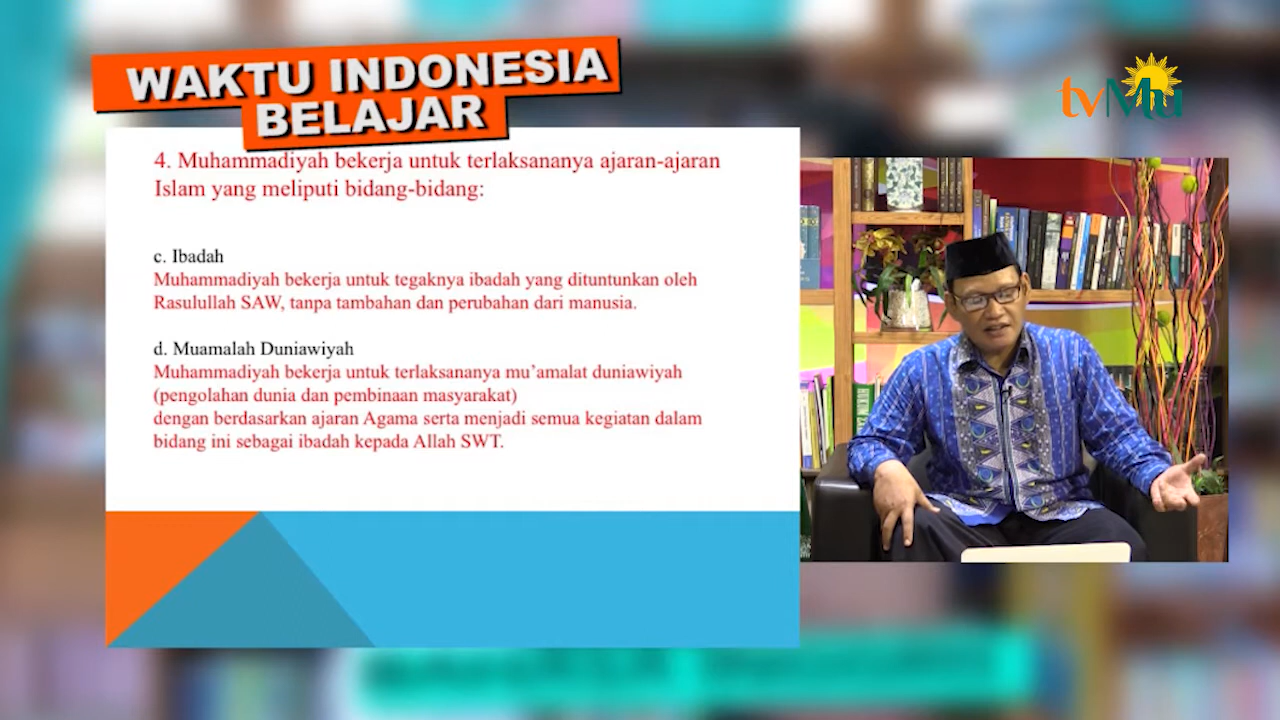 WAKTU INDONESIA
BELAJAR
tvMu
4. Muhammadiyah bekerja untuk terlaksananya ajaran-ajaran
Islam yang meliputi bidang-bidang:
c. Ibadah
Muhammadiyah bekerja untuk tegaknya ibadah yang dituntunkan oleh
Rasulullah SAW, tanpa tambahan dan perubahan dari manusia.
d. Muamalah Duniawiyah
Muhammadiyah bekerja untuk terlaksananya mu'amalat duniawiyah
(pengolahan dunia dan pembinaan masyarakat)
dengan berdasarkan ajaran Agama serta menjadi semua kegiatan dalam
bidang ini sebagai ibadah kepada Allah SWT.